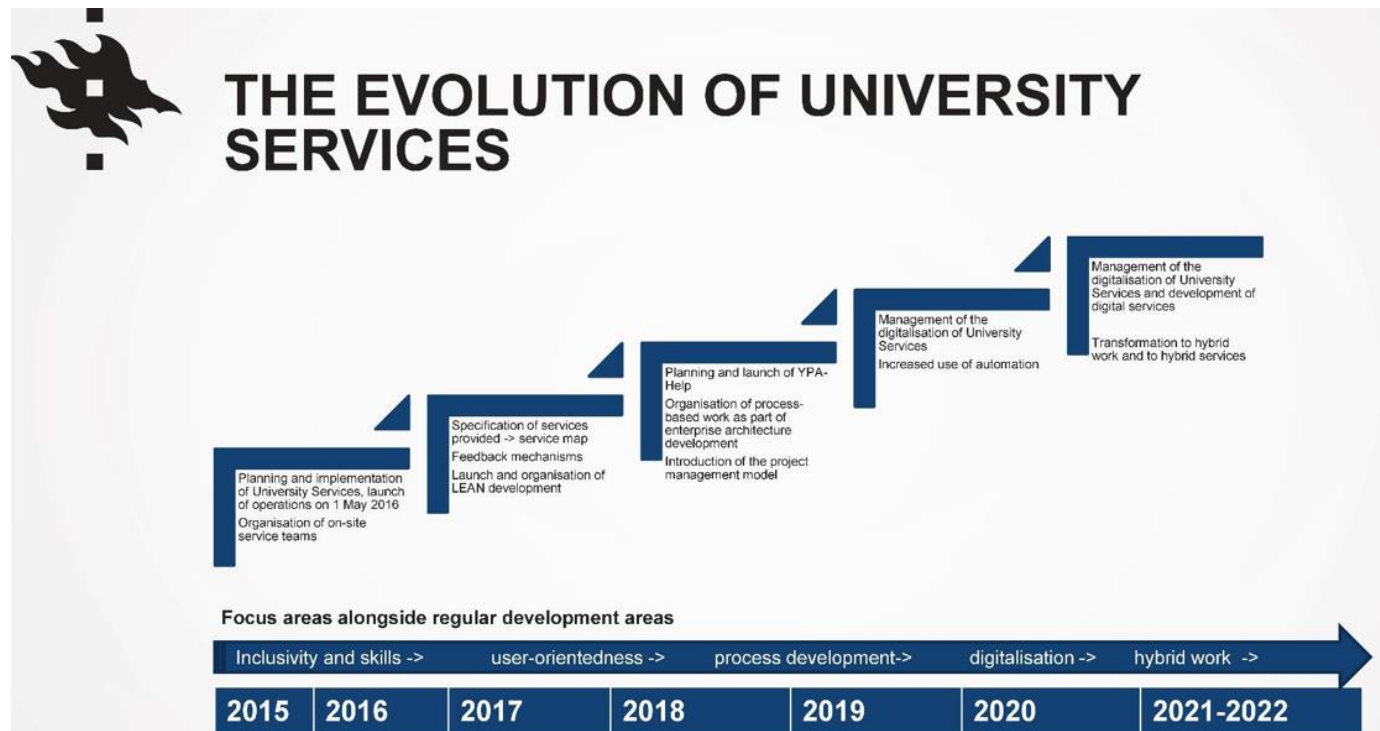 THE EVOLUTION OF UNIVERSITY
SERVICES
Planning and implementation
of University Services, launch
of operations on 1 May 2016
Organisation of on-site
service teams
Specification of services
provided -> service map
Feedback mechanisms
Launch and organisation of
LEAN development
Planning and launch of YPA-
Help
Organisation of process-
based work as part of
enterprise architecture
development
Introduction of the project
management model
Management of the
digitalisation of University
Services
Increased use of automation
Management of the
digitalisation of University
Services and development of
digital services
Transformation to hybrid
work and to hybrid services
Focus areas alongside regular development areas
Inclusivity and skills -> user-orientedness -> process development-> digitalisation -> hybrid work ->
2015 2016 2017 2018 2019 2020 2021-2022